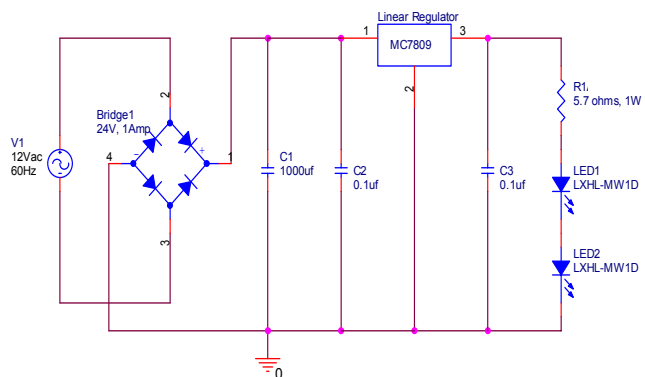 Linear Regulator
MC7809
1
3
2
V1
12Vac
60Hz
Bridge1
24V, 1Amp
2
4
1
3
-
+
C1
1000uf
C2
0.1uf
C3
0.1uf
R1
5.7 ohms, 1W
LED1
LXHL-MW1D
LED2
LXHL-MW1D
0